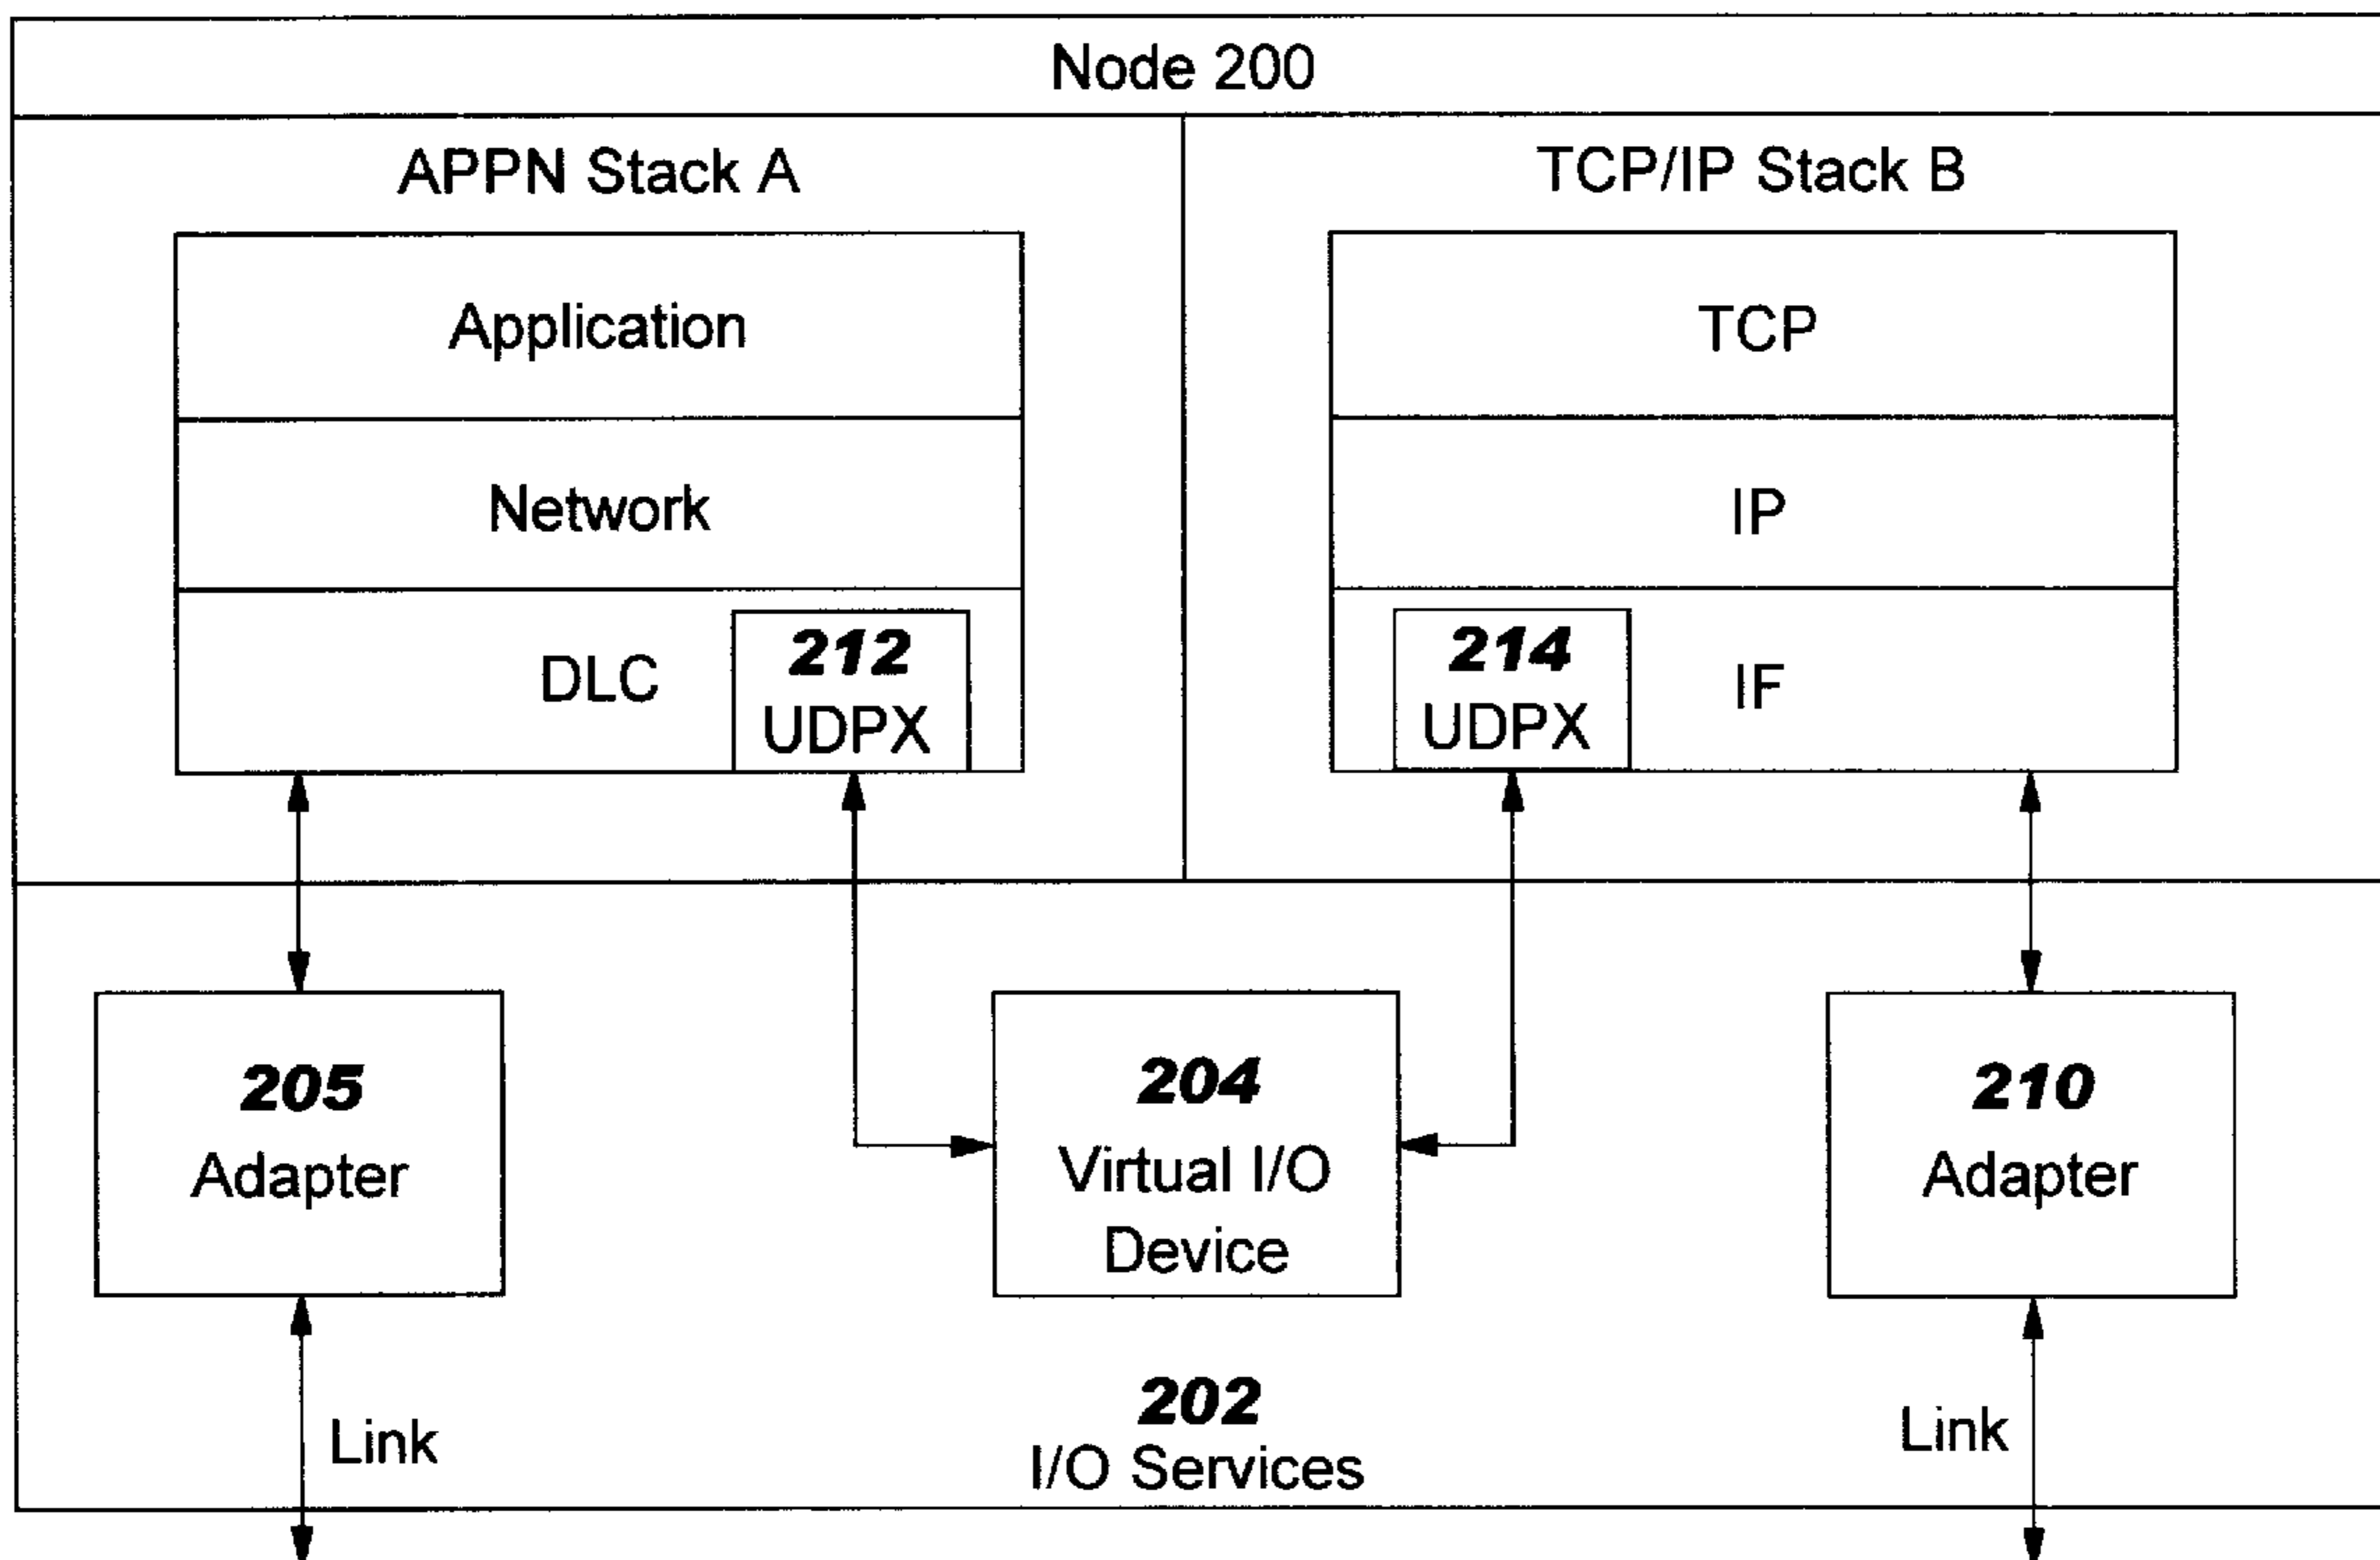 Node 200
APPN Stack A
Application
Network
DLC
212
UDPX
TCP/IP Stack B
TCP
IP
214
UDPX
IF
205
Adapter
204
Virtual I/O
Device
210
Adapter
Link
202
I/O Services
Link